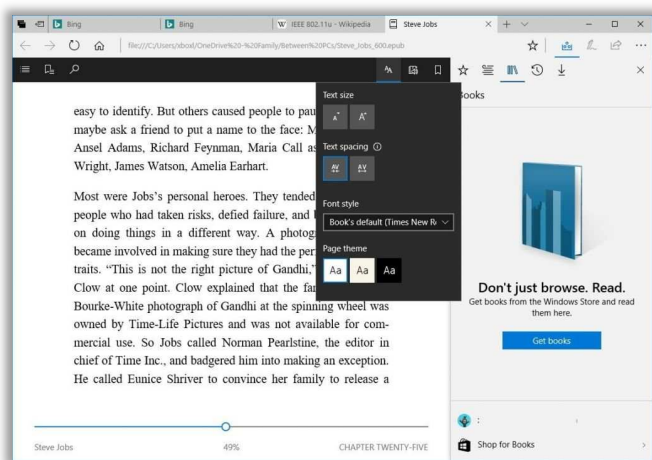 Bing
Bing
W IEEE 802.11u - Wikipedia
Steve Jobs
file:///C:/Users/xboxl/OneDrive%20-%20Family/Between%20PCs/Steve_Jobs_600.epub
easy to identify. But others caused people to pau
maybe ask a friend to put a name to the face: M
Ansel Adams, Richard Feynman, Maria Call as
Wright, James Watson, Amelia Earhart.
Most were Jobs's personal heroes. They tended
people who had taken risks, defied failure, and
on doing things in a different way. A photog
became involved in making sure they had the per
traits. “This is not the right picture of Gandhi,”
Clow at one point. Clow explained that the fa
Bourke-White photograph of Gandhi at the spinning wheel was
owned by Time-Life Pictures and was not available for com-
mercial use. So Jobs called Norman Pearlstine, the editor in
chief of Time Inc., and badgered him into making an exception.
He called Eunice Shriver to convince her family to release a
Steve Jobs
49%
CHAPTER TWENTY-FIVE
Text size
A A
Text spacing
AV AV
Font style
Book's default (Times New R
Page theme
Aa Aa Aa
Books
Don't just browse. Read.
Get books from the Windows Store and read
them here.
Get books
:
Shop for Books